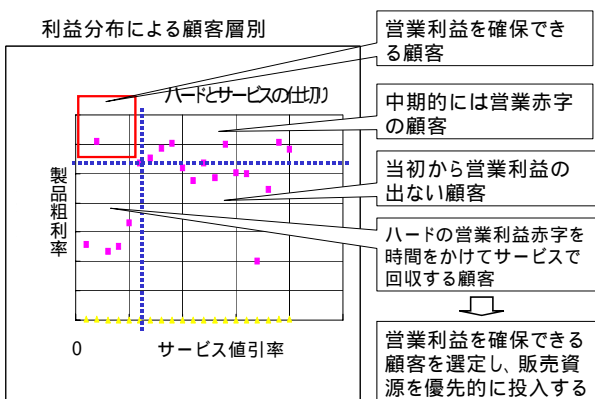 利益分布による顧客層別
ハードとサービスの仕切り
製品粗利率
0
サービス値引率
営業利益を確保でき
る顧客
中期的には営業赤字
の顧客
当初から営業利益の
出ない顧客
ハードの営業利益赤字を
時間をかけてサービスで
回収する顧客
営業利益を確保できる
顧客を選定し、販売資
源を優先的に投入する